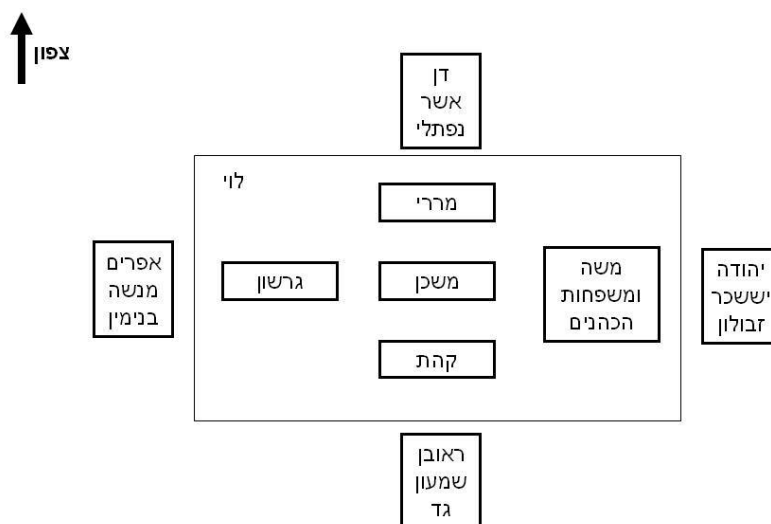 צפון
דן
אשר
נפתלי
לוי
מררי
יהודה
יששכר
זבולון
משה
ומשפחות
הכהנים
משכן
גרשון
אפרים
מנשה
בנימין
קהת
ראובן
שמעון
גד